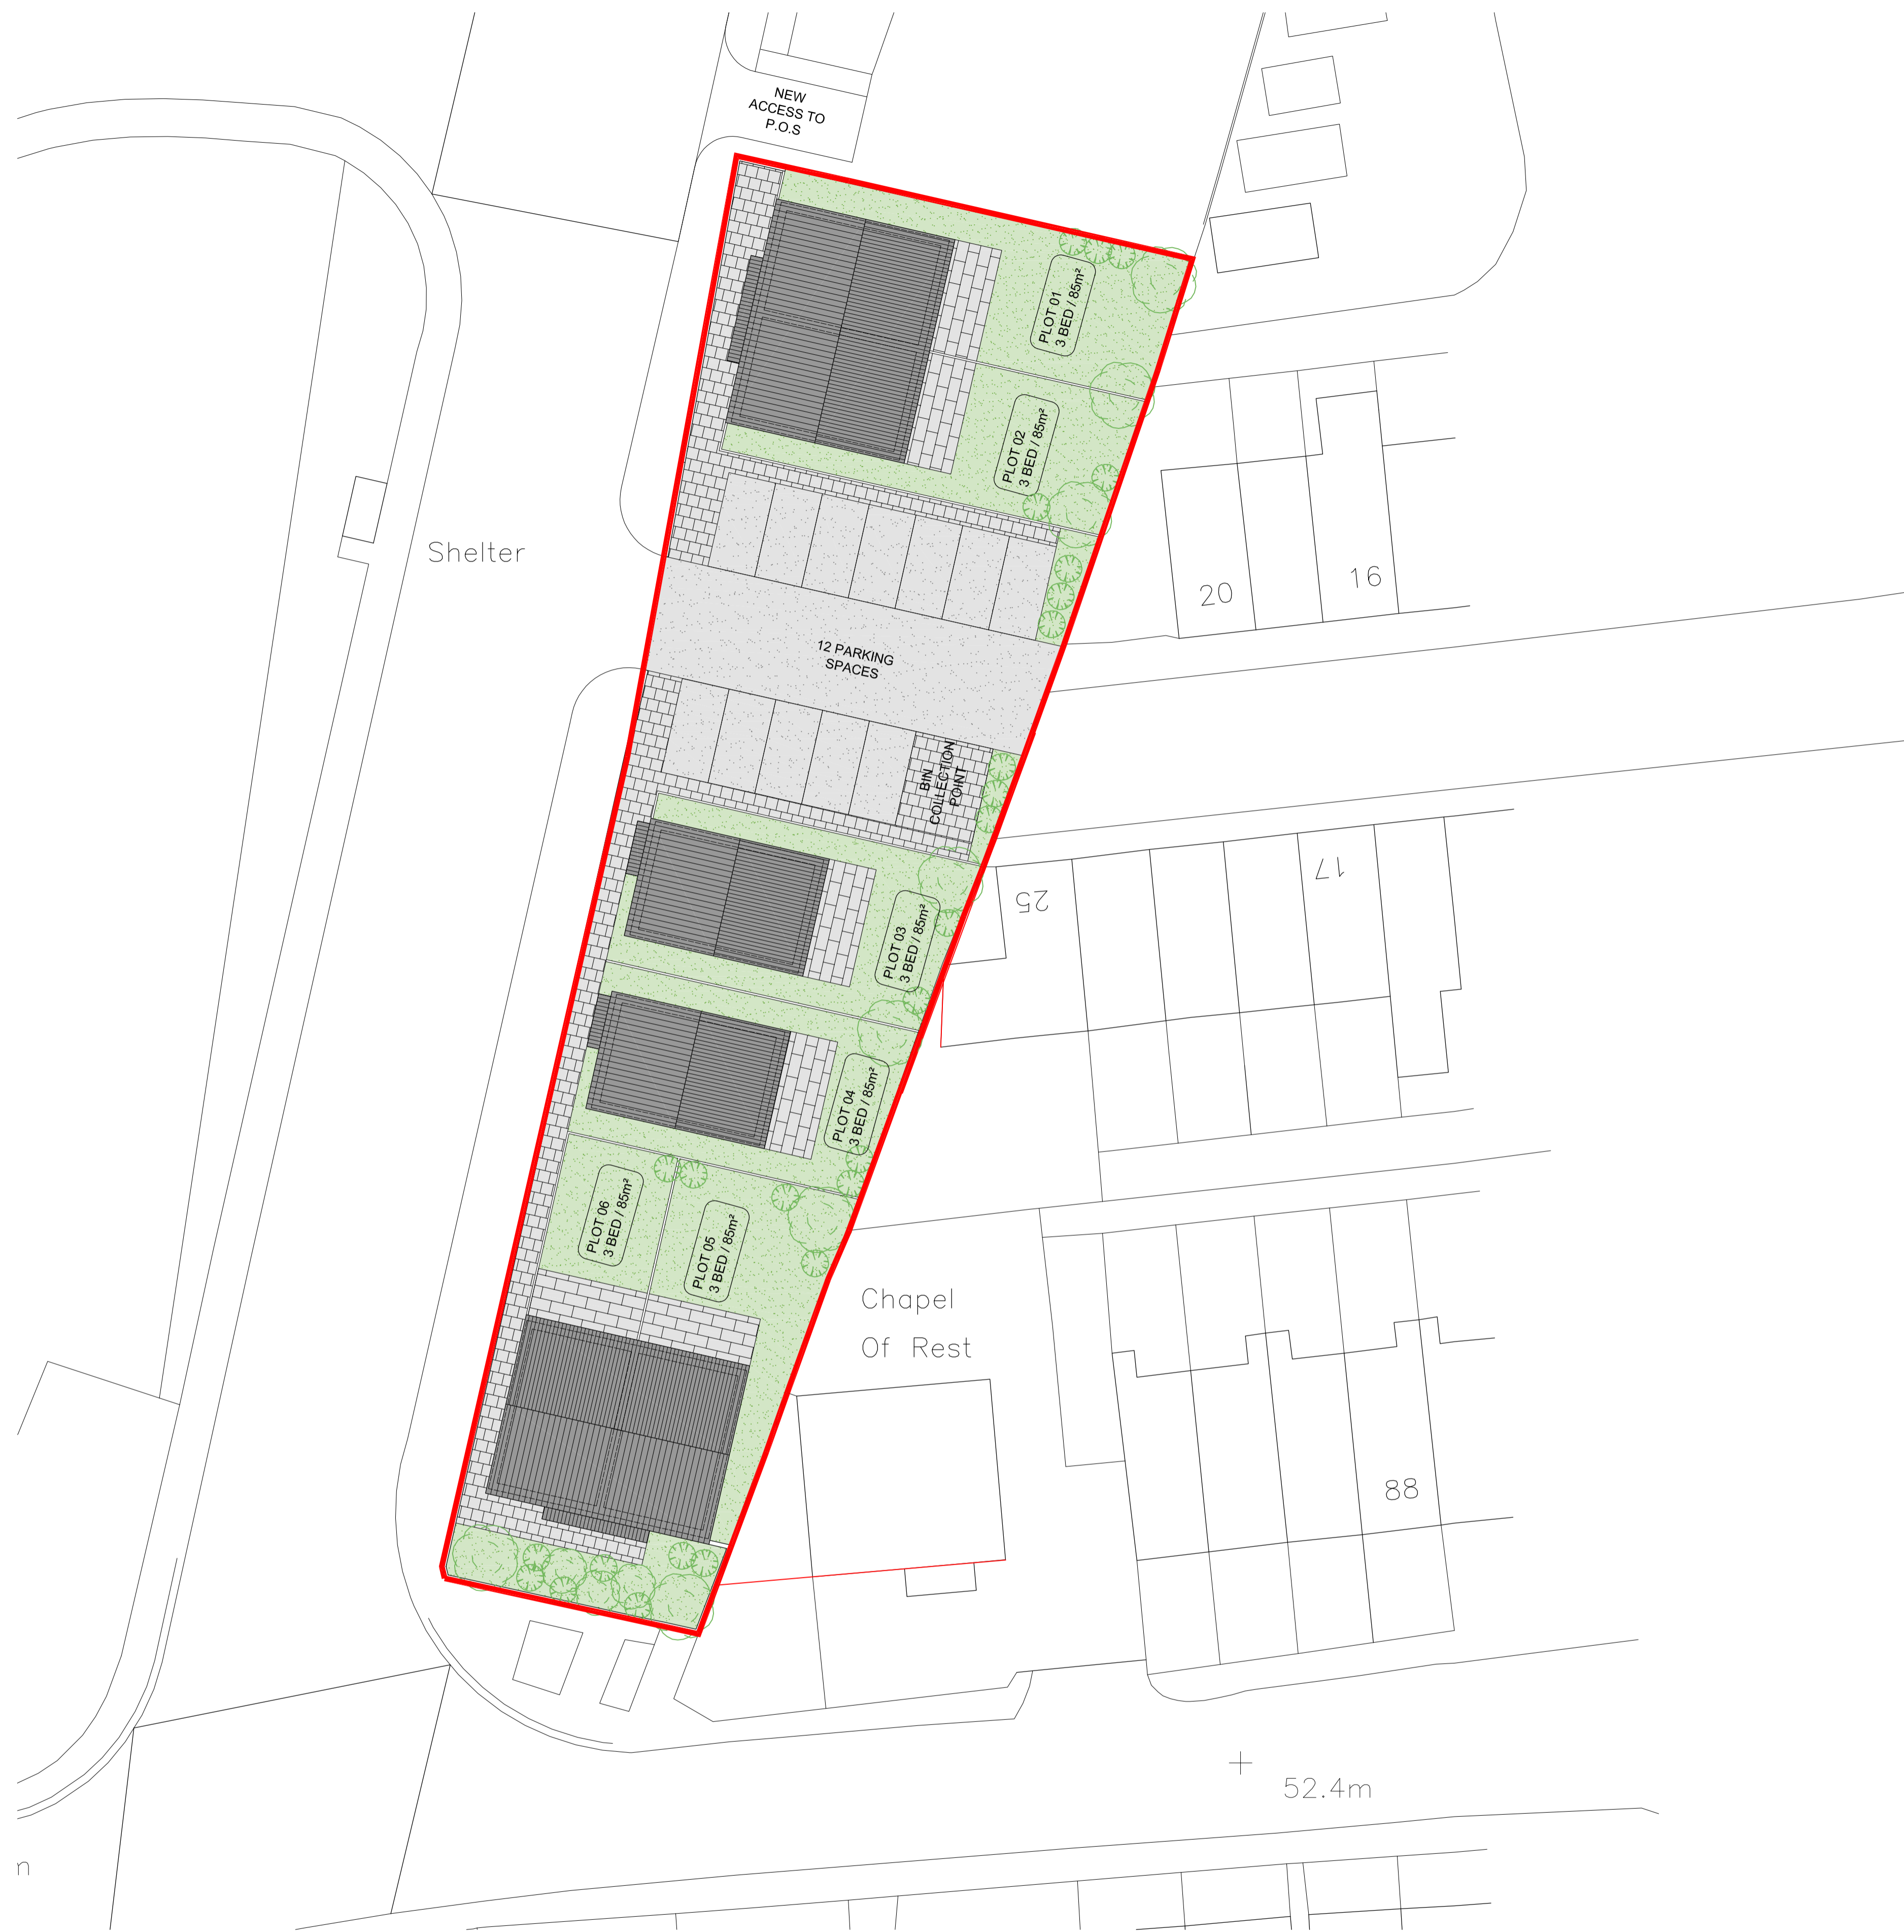 NEW
ACCESS TO
P.O.S
PLOT 01
3 BED / 85m²
PLOT 02
3 BED / 85m²
Shelter
20
16
12 PARKING
SPACES
BIN
COLLECTION
POINT
17
25
PLOT 03
3 BED / 85m²
PLOT 04
3 BED / 85m²
PLOT 06
3 BED / 85m²
PLOT 05
3 BED / 85m²
Chapel
Of Rest
88
52.4m
n